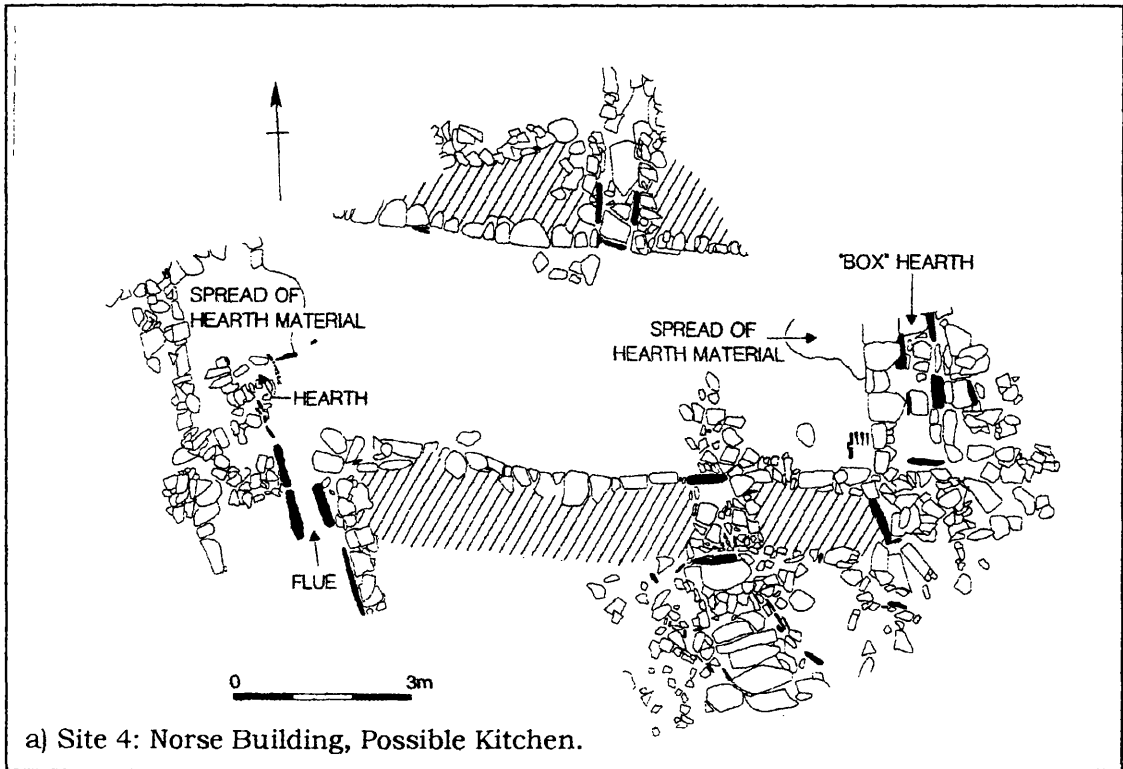 "BOX" HEARTH
SPREAD OF
HEARTH MATERIAL
SPREAD OF
HEARTH MATERIAL
HEARTH
FLUE
0 3m
a) Site 4: Norse Building, Possible Kitchen.